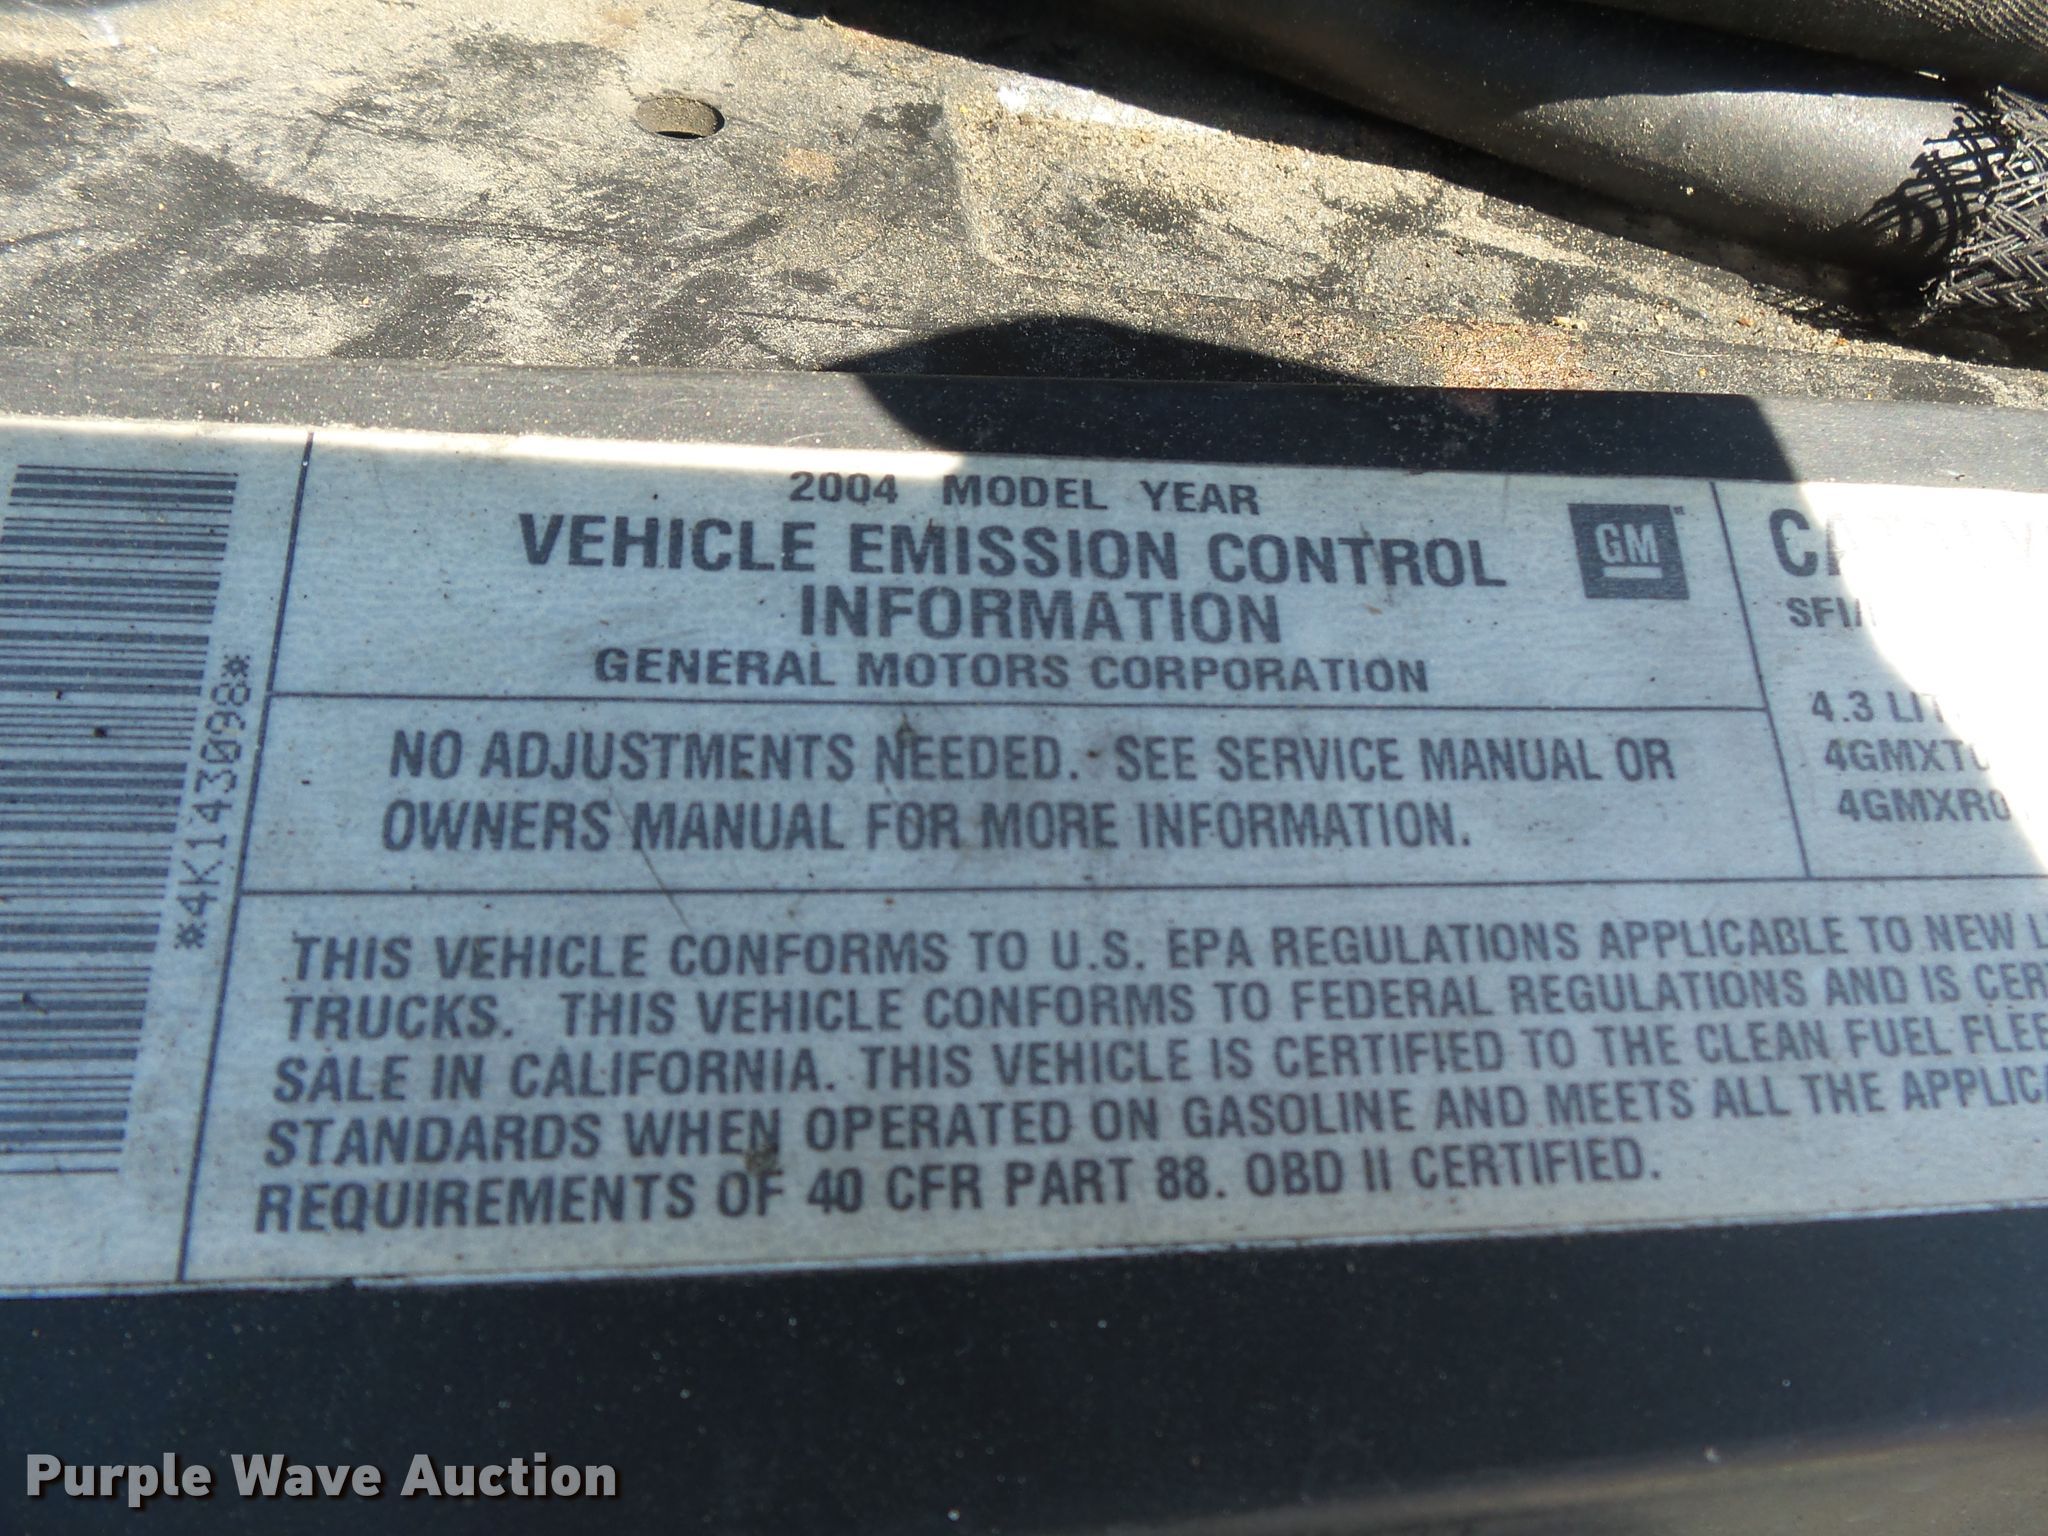 *4K143098*
2004 MODEL YEAR
VEHICLE EMISSION CONTROL
INFORMATION
GENERAL MOTORS CORPORATION
GM
NO ADJUSTMENTS NEEDED. SEE SERVICE MANUAL OR
OWNERS MANUAL FOR MORE INFORMATION.
4.3
THIS VEHICLE CONFORMS TO U.S. EPA REGULATIONS APPLICABLE TO NEW
TRUCKS. THIS VEHICLE CONFORMS TO FEDERAL REGULATIONS AND IS
SALE IN CALIFORNIA. THIS VEHICLE IS CERTIFIED TO THE CLEAN FUEL
STANDARDS WHEN OPERATED ON GASOLINE AND MEETS ALL THE
REQUIREMENTS OF 40 CFR PART 88. OBD II CERTIFIED.
Purple Wave Auction